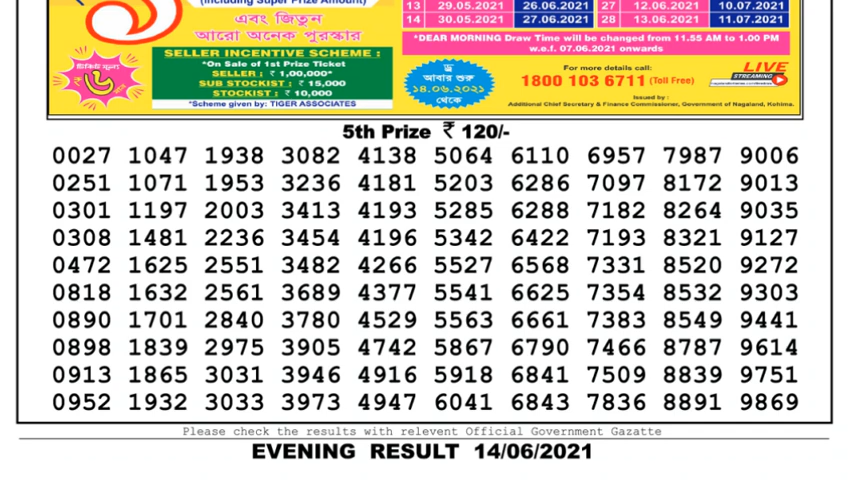 (Including Super Prize Amount)
এবং জিতুন
আরো অনেক পুরস্কার
SELLER INCENTIVE SCHEME :
*On Sale of 1st Prize Ticket
SELLER : ₹ 1,00,000*
SUB STOCKIST : ₹ 15,000
STOCKIST : ₹ 10,000
*Scheme given by: TIGER ASSOCIATES
টিকিট মূল্য
₹ ৬
13 29.05.2021 26.06.2021 27 12.06.2021 10.07.2021
14 30.05.2021 27.06.2021 28 13.06.2021 11.07.2021
*DEAR MORNING Draw Time will be changed from 11.55 AM to 1.00 PM
w.e.f. 07.06.2021 onwards
ড্র
আবার শুরু
১৪.০৬.২০২১
থেকে
For more details call:
1800 103 6711 (Toll Free)
LIVE
STREAMING
Issued by :
Additional Chief Secretary & Finance Commissioner, Government of Nagaland, Kohima.
5th Prize ₹ 120/-
0027 1047 1938 3082 4138 5064 6110 6957 7987 9006
0251 1071 1953 3236 4181 5203 6286 7097 8172 9013
0301 1197 2003 3413 4193 5285 6288 7182 8264 9035
0308 1481 2236 3454 4196 5342 6422 7193 8321 9127
0472 1625 2551 3482 4266 5527 6568 7331 8520 9272
0818 1632 2561 3689 4377 5541 6625 7354 8532 9303
0890 1701 2840 3780 4529 5563 6661 7383 8549 9441
0898 1839 2975 3905 4742 5867 6790 7466 8787 9614
0913 1865 3031 3946 4916 5918 6841 7509 8839 9751
0952 1932 3033 3973 4947 6041 6843 7836 8891 9869
Please check the results with relevent Official Government Gazatte
EVENING RESULT 14/06/2021